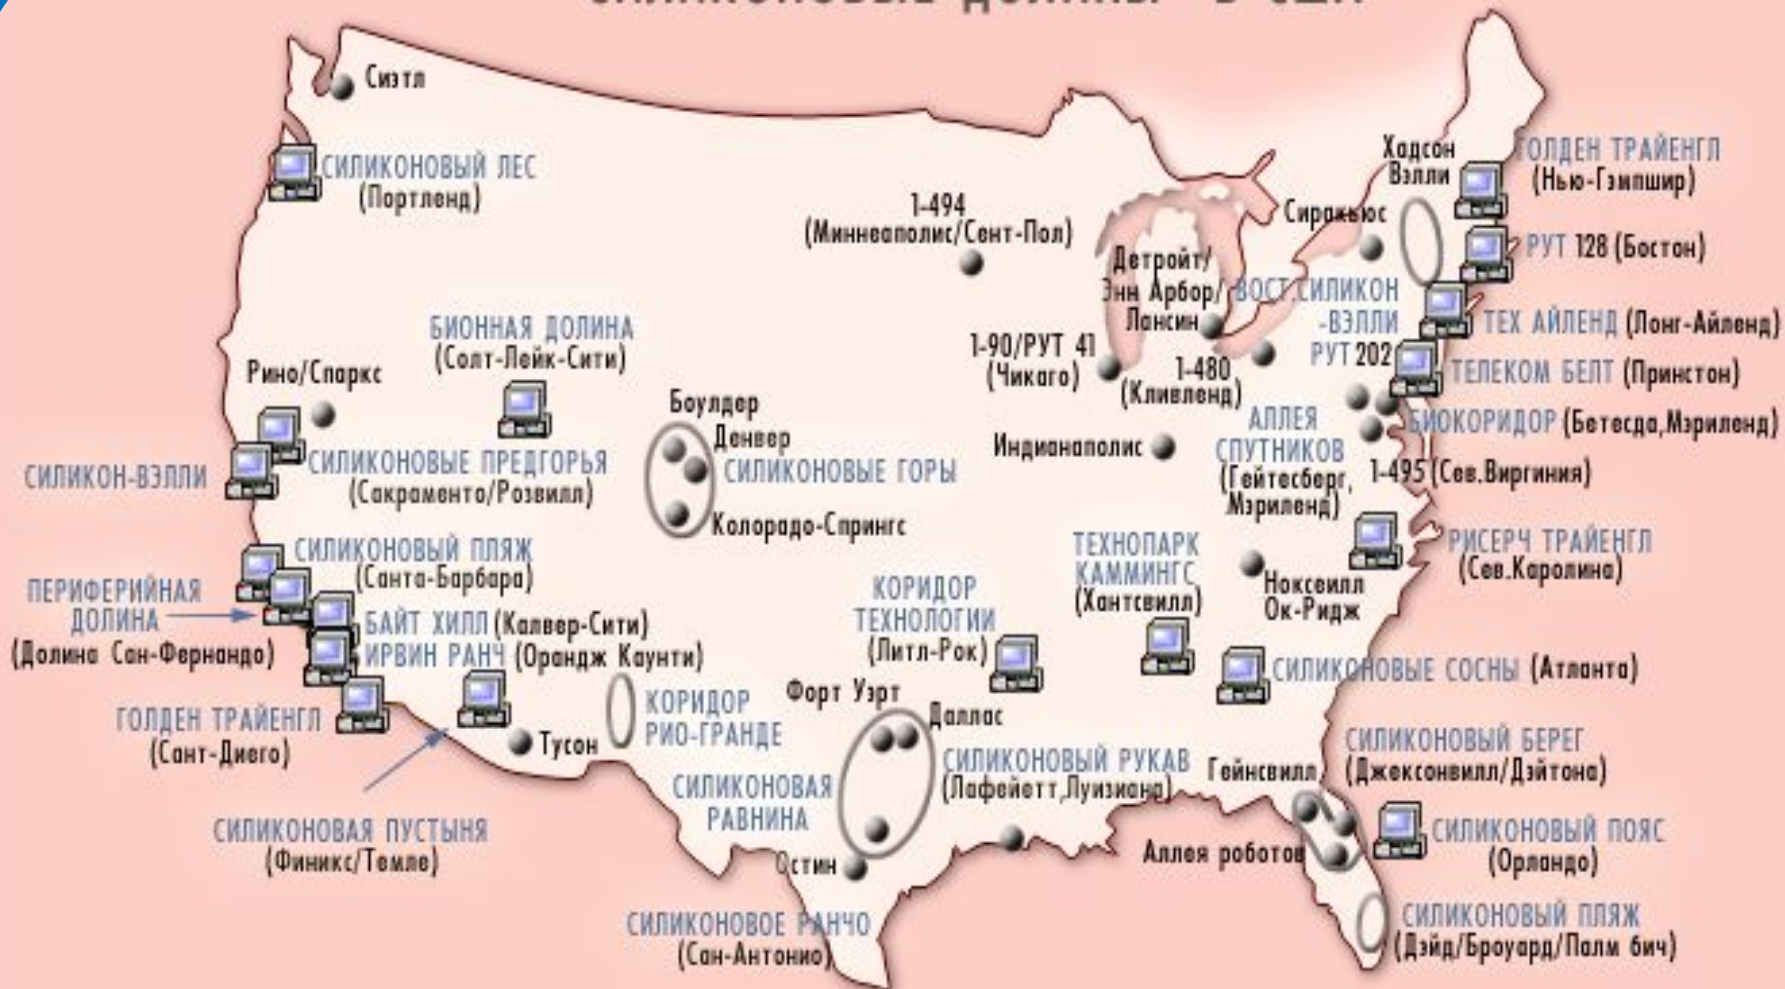 СИЛИКОНОВЫЕ ДОЛИНЫ В США
Сиэтл
СИЛИКОНОВЫЙ ЛЕС
(Портленд)
1-494
(Миннеаполис/Сент-Пол)
Хадсон
Вэлли
ГОЛДЕН ТРАЙЕНГЛ
(Нью-Гэмпшир)
Сиракьюс
РУТ 128 (Бостон)
Детройт/
Энн Арбор/
Лансин
ВОСТ.СИЛИКОН
-ВЭЛЛИ
РУТ 202
ТЕХ АЙЛЕНД (Лонг-Айленд)
ТЕЛЕКОМ БЕЛТ (Принстон)
БИОННАЯ ДОЛИНА
(Солт-Лейк-Сити)
1-90/РУТ 41
(Чикаго)
1-480
(Кливленд)
Рино/Спаркс
Боулдер
Денвер
СИЛИКОНОВЫЕ ГОРЫ
Колорадо-Спрингс
Индианаполис
АЛЛЕЯ
СПУТНИКОВ
(Гейтесберг,
Мэриленд)
БИОКОРИДОР (Бетесда,Мэриленд)
1-495 (Сев.Виргиния)
СИЛИКОН-ВЭЛЛИ
СИЛИКОНОВЫЕ ПРЕДГОРЬЯ
(Сакраменто/Розвилл)
СИЛИКОНОВЫЙ ПЛЯЖ
(Санта-Барбара)
ПЕРИФЕРИЙНАЯ
ДОЛИНА
(Долина Сан-Фернандо)
БАЙТ ХИЛЛ (Калвер-Сити)
ИРВИН РАНЧ (Орандж Каунти)
КОРИДОР
ТЕХНОЛОГИИ
(Литл-Рок)
ТЕХНОПАРК
КАММИНГС
(Хантсвилл)
Ноксвилл
Ок-Ридж
РИСЕРЧ ТРАЙЕНГЛ
(Сев.Каролина)
СИЛИКОНОВЫЕ СОСНЫ (Атланта)
ГОЛДЕН ТРАЙЕНГЛ
(Сант-Диего)
Тусон
КОРИДОР
РИО-ГРАНДЕ
Форт Уэрт
Даллас
СИЛИКОНОВЫЙ РУКАВ
(Лафейетт,Луизиана)
Гейнсвилл
СИЛИКОНОВЫЙ БЕРЕГ
(Джексонвилл/Дэйтона)
СИЛИКОНОВАЯ
РАВНИНА
СИЛИКОНОВАЯ ПУСТЫНЯ
(Финикс/Темпе)
Остин
Аллея роботов
СИЛИКОНОВЫЙ ПОЯС
(Орландо)
СИЛИКОНОВОЕ РАНЧО
(Сан-Антонио)
СИЛИКОНОВЫЙ ПЛЯЖ
(Дэйд/Броуард/Палм бич)